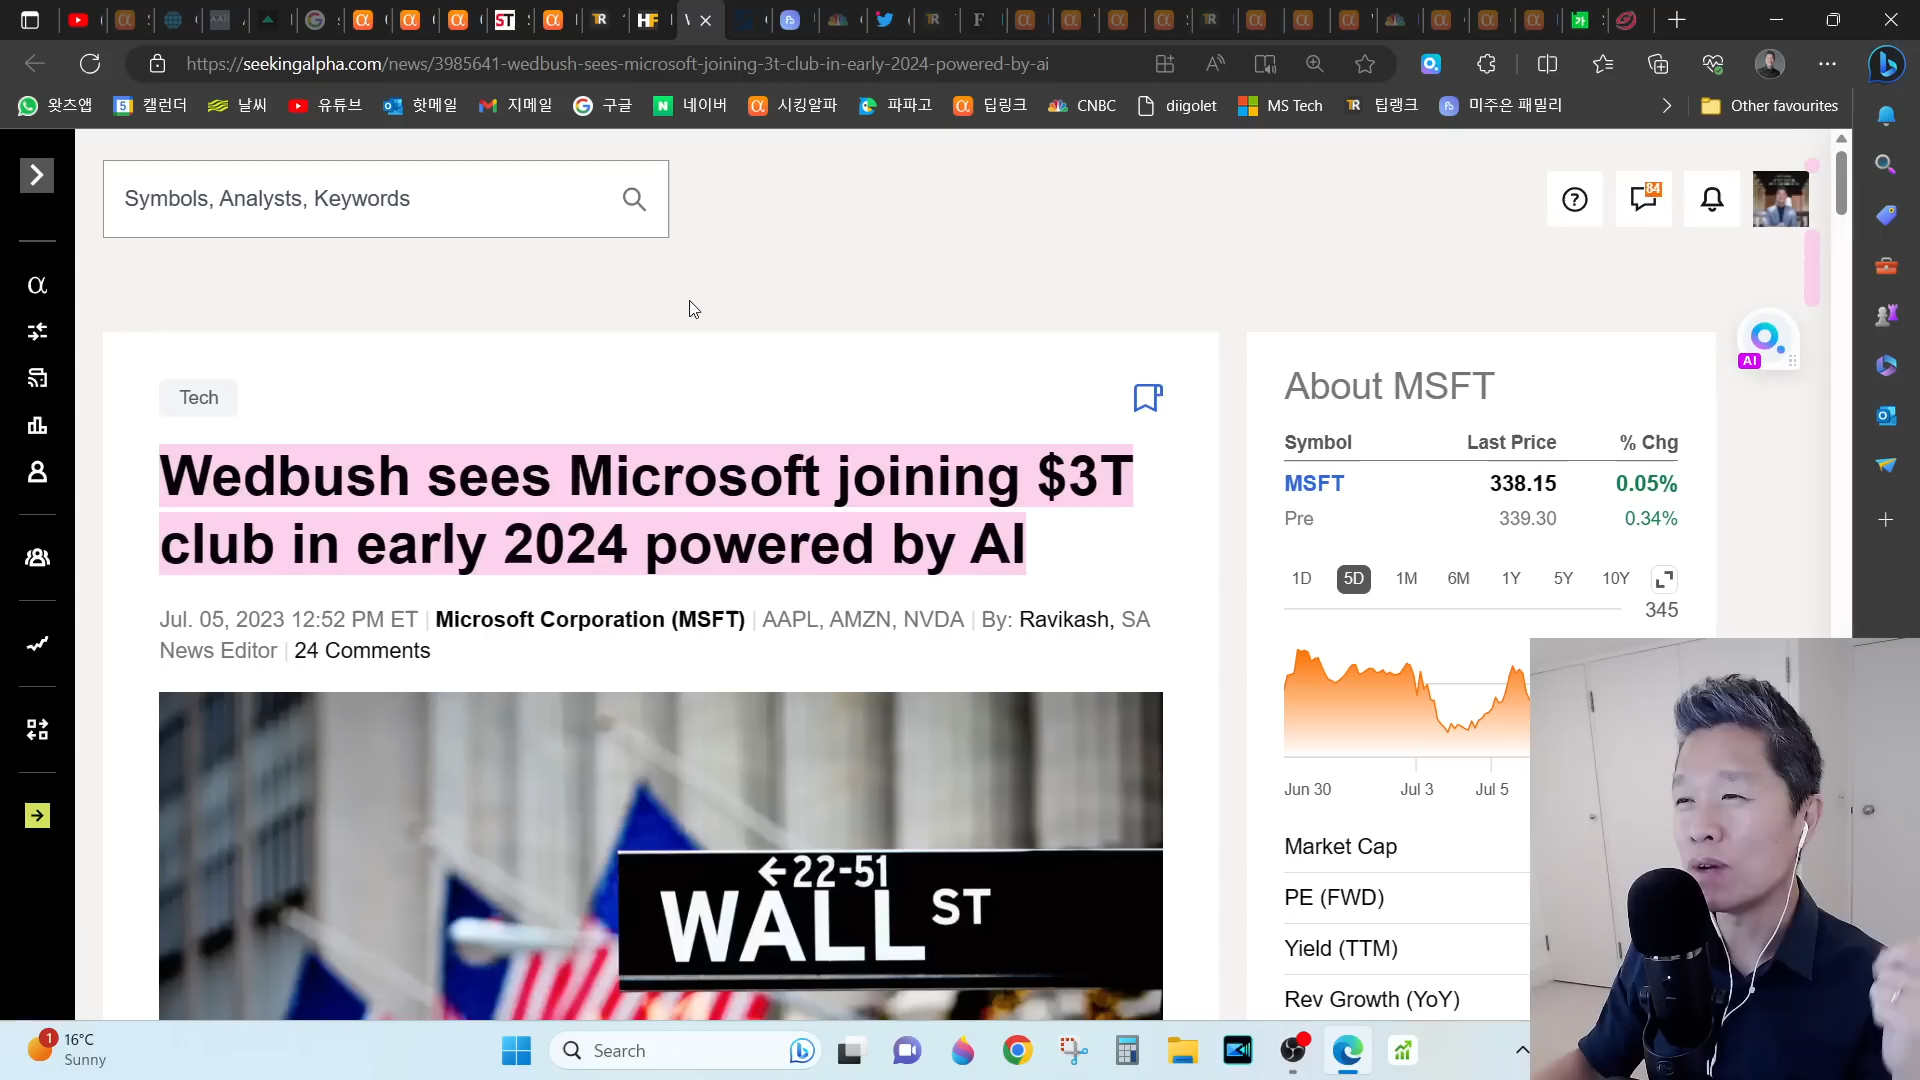 https://seekingalpha.com/news/3985641-wedbush-sees-microsoft-joining-3t-club-in-early-2024-powered-by-ai
왓츠앱 캘린더 날씨 유튜브 핫메일 지메일 구글 네이버 시킹알파 파파고 딥링크 CNBC diigolet MS Tech 팁랭크 미주은 패밀리 Other favourites
Symbols, Analysts, Keywords
84
AI
Tech
Wedbush sees Microsoft joining $3T
club in early 2024 powered by AI
Jul. 05, 2023 12:52 PM ET | Microsoft Corporation (MSFT) | AAPL, AMZN, NVDA | By: Ravikash, SA
News Editor | 24 Comments
←22-51
WALL ST
About MSFT
Symbol Last Price % Chg
MSFT 338.15 0.05%
Pre 339.30 0.34%
1D 5D 1M 6M 1Y 5Y 10Y
345
Jun 30 Jul 3 Jul 5
Market Cap
PE (FWD)
Yield (TTM)
Rev Growth (YoY)
1
16°C
Sunny
Search